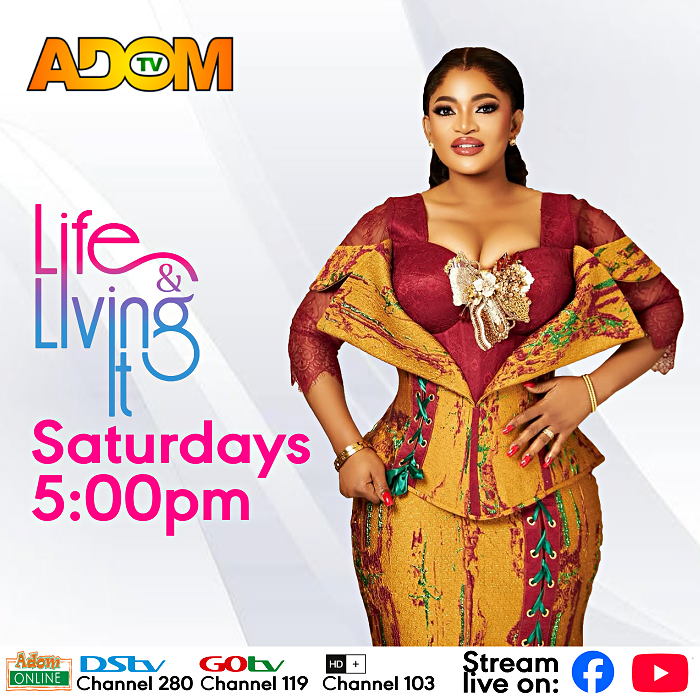 ADOM
TV
Life
&
LIving
It
Saturdays
5:00pm
Adom
ONLINE
DStv
Channel 280
GOtv
Channel 119
HD +
Channel 103
Stream
live on: